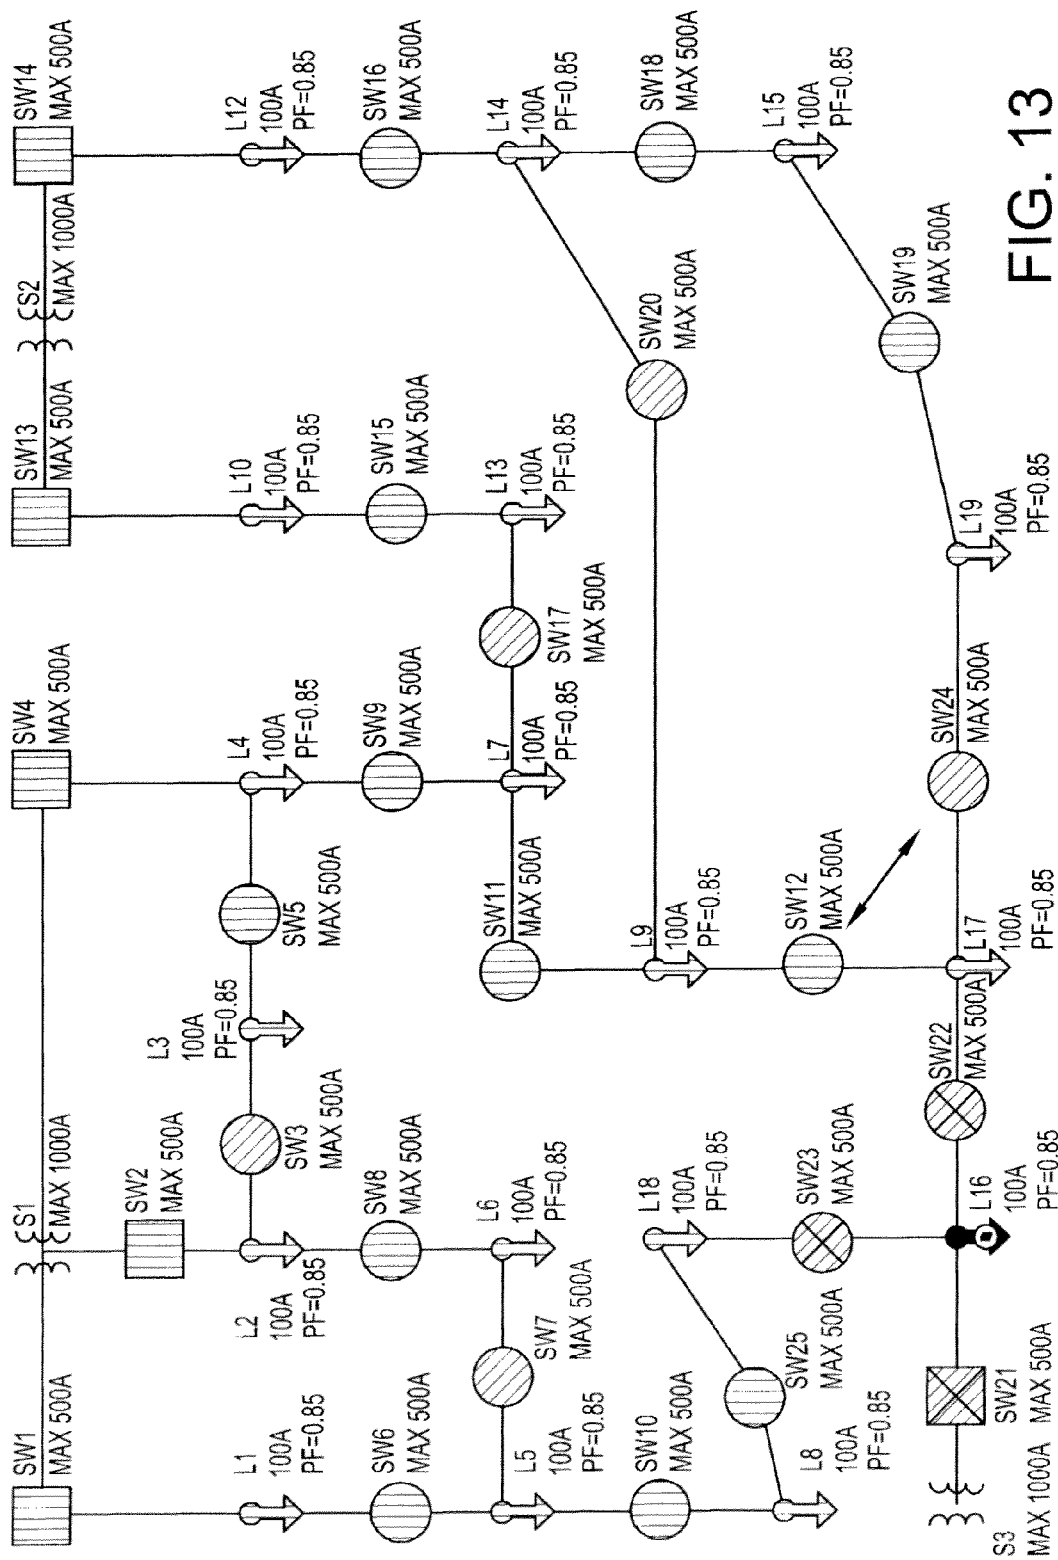 SW1
MAX 500A
S1
MAX 1000A
SW4
MAX 500A
SW13
MAX 500A
S2
MAX 1000A
SW14
MAX 500A
SW2
MAX 500A
L1
100A
PF=0.85
L2
100A
PF=0.85
SW3
MAX 500A
L3
100A
PF=0.85
SW5
MAX 500A
L4
100A
PF=0.85
L10
100A
PF=0.85
L12
100A
PF=0.85
SW6
MAX 500A
SW8
MAX 500A
SW9
MAX 500A
SW15
MAX 500A
SW16
MAX 500A
L5
100A
PF=0.85
SW7
MAX 500A
L6
100A
PF=0.85
SW11
MAX 500A
L7
100A
PF=0.85
SW17
MAX 500A
L13
100A
PF=0.85
L14
100A
PF=0.85
SW10
MAX 500A
L18
100A
PF=0.85
L9
100A
PF=0.85
SW20
MAX 500A
SW18
MAX 500A
SW25
MAX 500A
SW23
MAX 500A
SW12
MAX 500A
L8
100A
PF=0.85
L15
100A
PF=0.85
SW19
MAX 500A
S3
MAX 1000A
SW21
MAX 500A
L16
100A
PF=0.85
SW22
MAX 500A
L17
100A
PF=0.85
SW24
MAX 500A
L19
100A
PF=0.85
FIG. 13